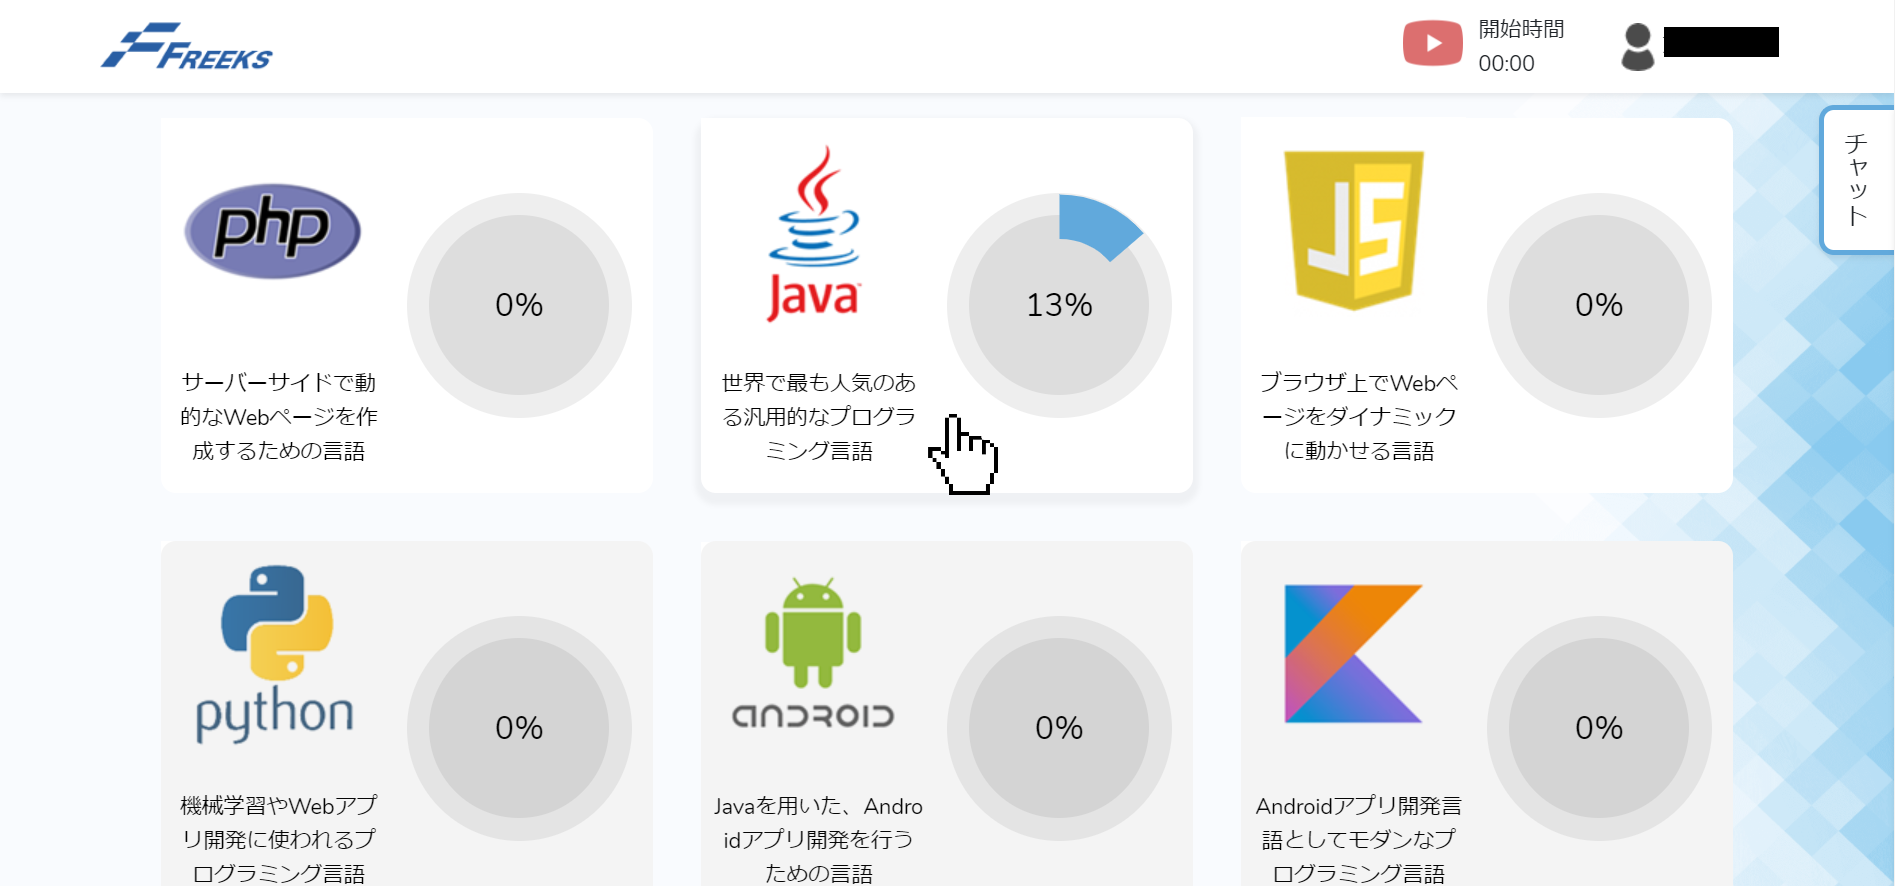 FREEKS
開始時間
00:00
チャット
php
0%
サーバーサイドで動
的なWebページを作
成するための言語
Java
13%
世界で最も人気のあ
る汎用的なプログラ
ミング言語
JS
0%
ブラウザ上でWebペ
ージをダイナミック
に動かせる言語
python
0%
機械学習やWebアプ
リ開発に使われるプ
ログラミング言語
ANDROID
0%
Javaを用いた、Andro
idアプリ開発を行う
ための言語
0%
Androidアプリ開発言
語としてモダンなプ
ログラミング言語